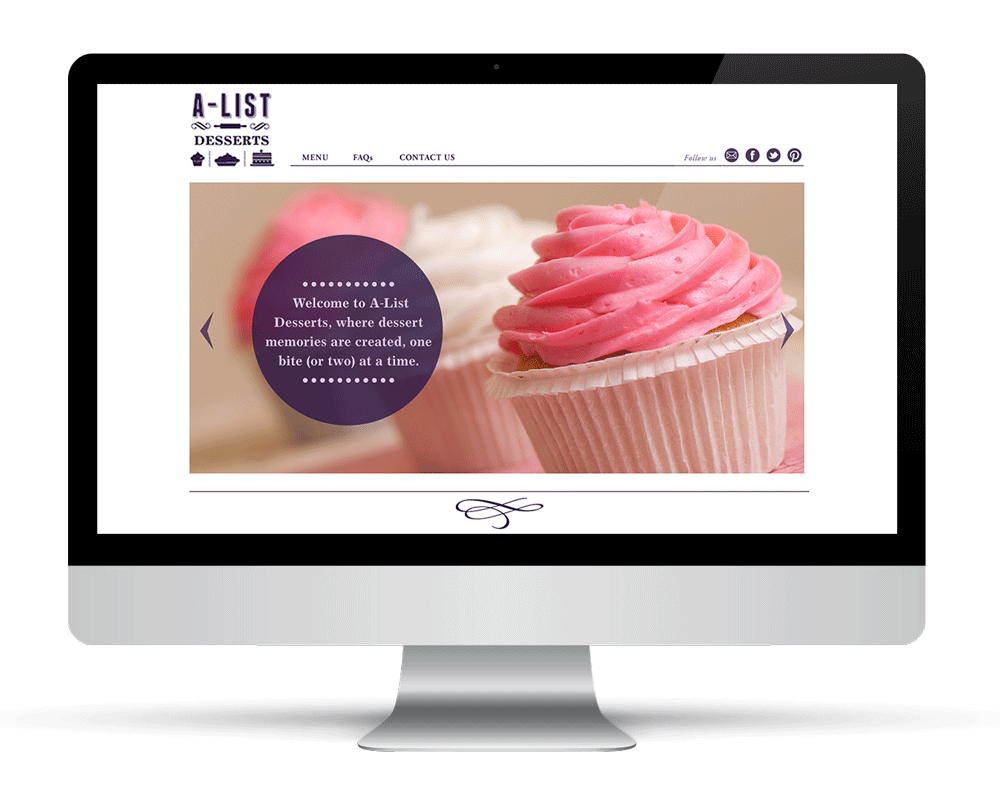 A-LIST
DESSERTS
MENU FAQs CONTACT US Follow us
Welcome to A-List
Desserts, where dessert
memories are created, one
bite (or two) at a time.